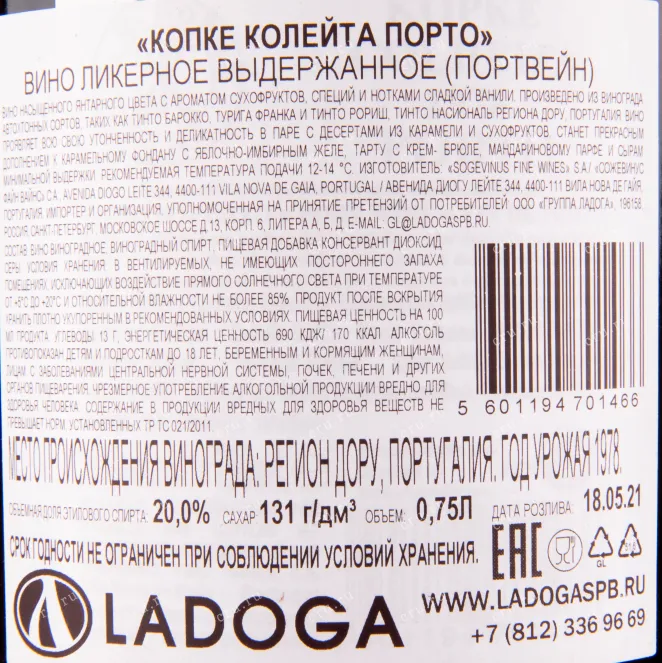 «КОПКЕ КОЛЕЙТА ПОРТО»
ВИНО ЛИКЕРНОЕ ВЫДЕРЖАННОЕ (ПОРТВЕЙН)
ВИНО НАСЫЩЕННОГО ЯНТАРНОГО ЦВЕТА С АРОМАТОМ СУХОФРУКТОВ, СПЕЦИЙ И НОТКАМИ СЛАДКОЙ ВАНИЛИ. ПРОИЗВЕДЕНО ИЗ ВИНОГРАДА
АВТОХТОННЫХ СОРТОВ, ТАКИХ КАК ТИНТО БАРОККО, ТУРИГА ФРАНКА И ТИНТО РОРИШ, ТИНТО НАСИОНАЛЬ РЕГИОНА ДОРУ, ПОРТУГАЛИЯ. ВИНО
ПРОЯВЛЯЕТ ВСЮ СВОЮ УТОНЧЕННОСТЬ И ДЕЛИКАТНОСТЬ В ПАРЕ С ДЕСЕРТАМИ ИЗ КАРАМЕЛИ И СУХОФРУКТОВ. СТАНЕТ ПРЕКРАСНЫМ
ДОПОЛНЕНИЕМ К КАРАМЕЛЬНОМУ ФОНДАНУ С ЯБЛОЧНО-ИМБИРНЫМ ЖЕЛЕ, ТАРТУ С КРЕМ- БРЮЛЕ, МАНДАРИНОВОМУ ПАРФЕ И СЫРАМ
МИНИМАЛЬНОЙ ВЫДЕРЖКИ. РЕКОМЕНДУЕМАЯ ТЕМПЕРАТУРА ПОДАЧИ 12-14 °С. ИЗГОТОВИТЕЛЬ: «SOGEVINUS FINE WINES» S.A./ «СОЖЕВИНУС
ФАЙН ВАЙНС» С.А. AVENIDA DIOGO LEITE 344, 4400-111 VILA NOVA DE GAIA, PORTUGAL / АВЕНИДА ДИОГУ ЛЕЙТЕ 344, 4400-111 ВИЛА НОВА ДЕ ГАЙЯ,
ПОРТУГАЛИЯ. ИМПОРТЕР И ОРГАНИЗАЦИЯ, УПОЛНОМОЧЕННАЯ НА ПРИНЯТИЕ ПРЕТЕНЗИЙ ОТ ПОТРЕБИТЕЛЕЙ: ООО «ГРУППА ЛАДОГА», 196158,
РОССИЯ, САНКТ-ПЕТЕРБУРГ, МОСКОВСКОЕ ШОССЕ Д.13, КОРП. 6, ЛИТЕРА А, Б, Д, E-MAIL: GL@LADOGASPB.RU
СОСТАВ: ВИНО ВИНОГРАДНОЕ, ВИНОГРАДНЫЙ СПИРТ, ПИЩЕВАЯ ДОБАВКА КОНСЕРВАНТ ДИОКСИД
СЕРЫ. УСЛОВИЯ ХРАНЕНИЯ: В ВЕНТИЛИРУЕМЫХ, НЕ ИМЕЮЩИХ ПОСТОРОННЕГО ЗАПАХА
ПОМЕЩЕНИЯХ, ИСКЛЮЧАЮЩИХ ВОЗДЕЙСТВИЕ ПРЯМОГО СОЛНЕЧНОГО СВЕТА ПРИ ТЕМПЕРАТУРЕ
ОТ +5°С ДО +20°С И ОТНОСИТЕЛЬНОЙ ВЛАЖНОСТИ НЕ БОЛЕЕ 85%. ПРОДУКТ ПОСЛЕ ВСКРЫТИЯ
ХРАНИТЬ ПЛОТНО УКУПОРЕННЫМ В РЕКОМЕНДОВАННЫХ УСЛОВИЯХ. ПИЩЕВАЯ ЦЕННОСТЬ НА 100
МЛ ПРОДУКТА: УГЛЕВОДЫ 13 Г, ЭНЕРГЕТИЧЕСКАЯ ЦЕННОСТЬ 690 КДЖ/ 170 ККАЛ. АЛКОГОЛЬ
ПРОТИВОПОКАЗАН ДЕТЯМ И ПОДРОСТКАМ ДО 18 ЛЕТ, БЕРЕМЕННЫМ И КОРМЯЩИМ ЖЕНЩИНАМ,
ЛИЦАМ С ЗАБОЛЕВАНИЯМИ ЦЕНТРАЛЬНОЙ НЕРВНОЙ СИСТЕМЫ, ПОЧЕК, ПЕЧЕНИ И ДРУГИХ
ОРГАНОВ ПИЩЕВАРЕНИЯ. ЧРЕЗМЕРНОЕ УПОТРЕБЛЕНИЕ АЛКОГОЛЬНОЙ ПРОДУКЦИИ ВРЕДНО ДЛЯ
ЗДОРОВЬЯ ЧЕЛОВЕКА. СОДЕРЖАНИЕ В ПРОДУКЦИИ ВРЕДНЫХ ДЛЯ ЗДОРОВЬЯ ВЕЩЕСТВ НЕ
ПРЕВЫШАЕТ НОРМ, УСТАНОВЛЕННЫХ ТР ТС 021/2011.
5 601194 701466
МЕСТО ПРОИСХОЖДЕНИЯ ВИНОГРАДА: РЕГИОН ДОРУ, ПОРТУГАЛИЯ. ГОД УРОЖАЯ 1978.
ОБЪЕМНАЯ ДОЛЯ ЭТИЛОВОГО СПИРТА: 20,0% САХАР: 131 г/дм³ ОБЪЕМ: 0,75Л ДАТА РОЗЛИВА: 18.05.21
СРОК ГОДНОСТИ НЕ ОГРАНИЧЕН ПРИ СОБЛЮДЕНИИ УСЛОВИЙ ХРАНЕНИЯ.
EAC
GL
LADOGA
WWW.LADOGASPB.RU
+7 (812) 336 96 69